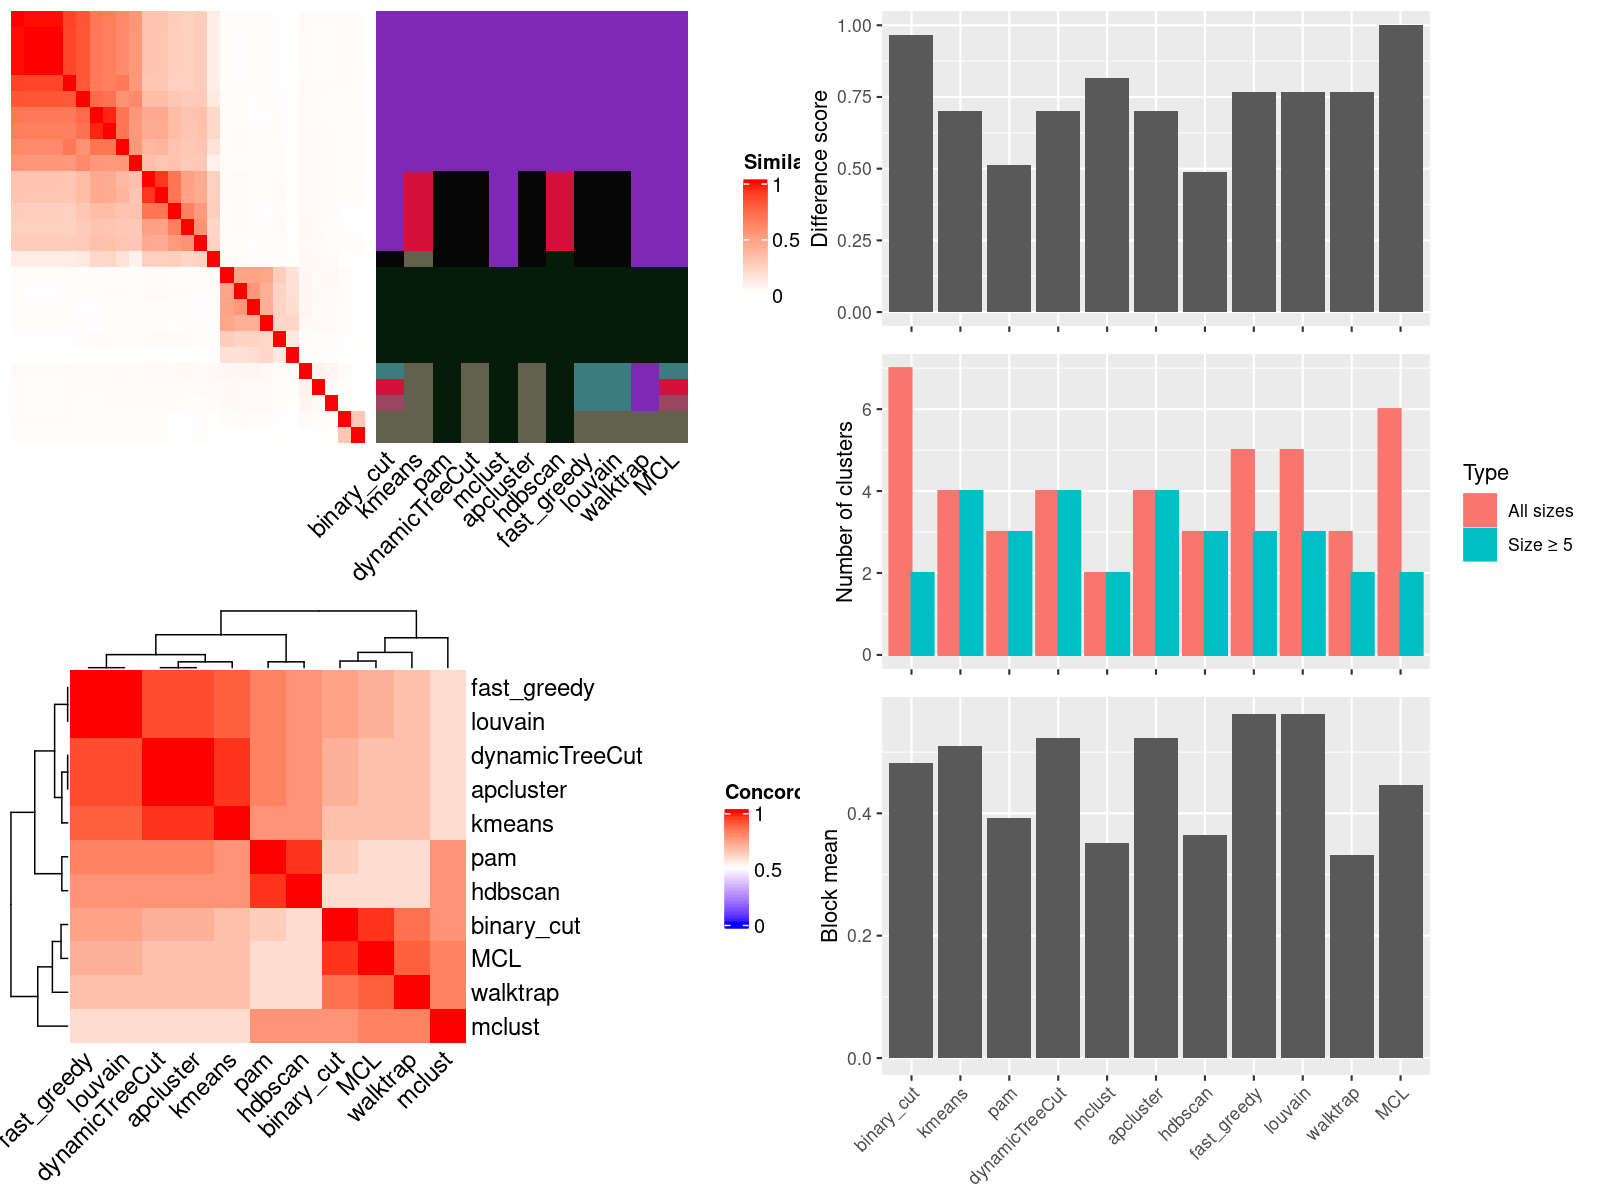 Simila
1
0.5
0
binary_cut
kmeans
pam
dynamicTreeCut
mclust
apcluster
hdbscan
fast_greedy
louvain
walktrap
MCL
fast_greedy
louvain
dynamicTreeCut
apcluster
kmeans
pam
hdbscan
binary_cut
MCL
walktrap
mclust
fast_greedy
louvain
dynamicTreeCut
apcluster
kmeans
pam
hdbscan
binary_cut
MCL
walktrap
mclust
Concord
1
0.5
0
Difference score
1.00
0.75
0.50
0.25
0.00
Number of clusters
6
4
2
0
Type
All sizes
Size ≥ 5
Block mean
0.4
0.2
0.0
binary_cut
kmeans
pam
dynamicTreeCut
mclust
apcluster
hdbscan
fast_greedy
louvain
walktrap
MCL